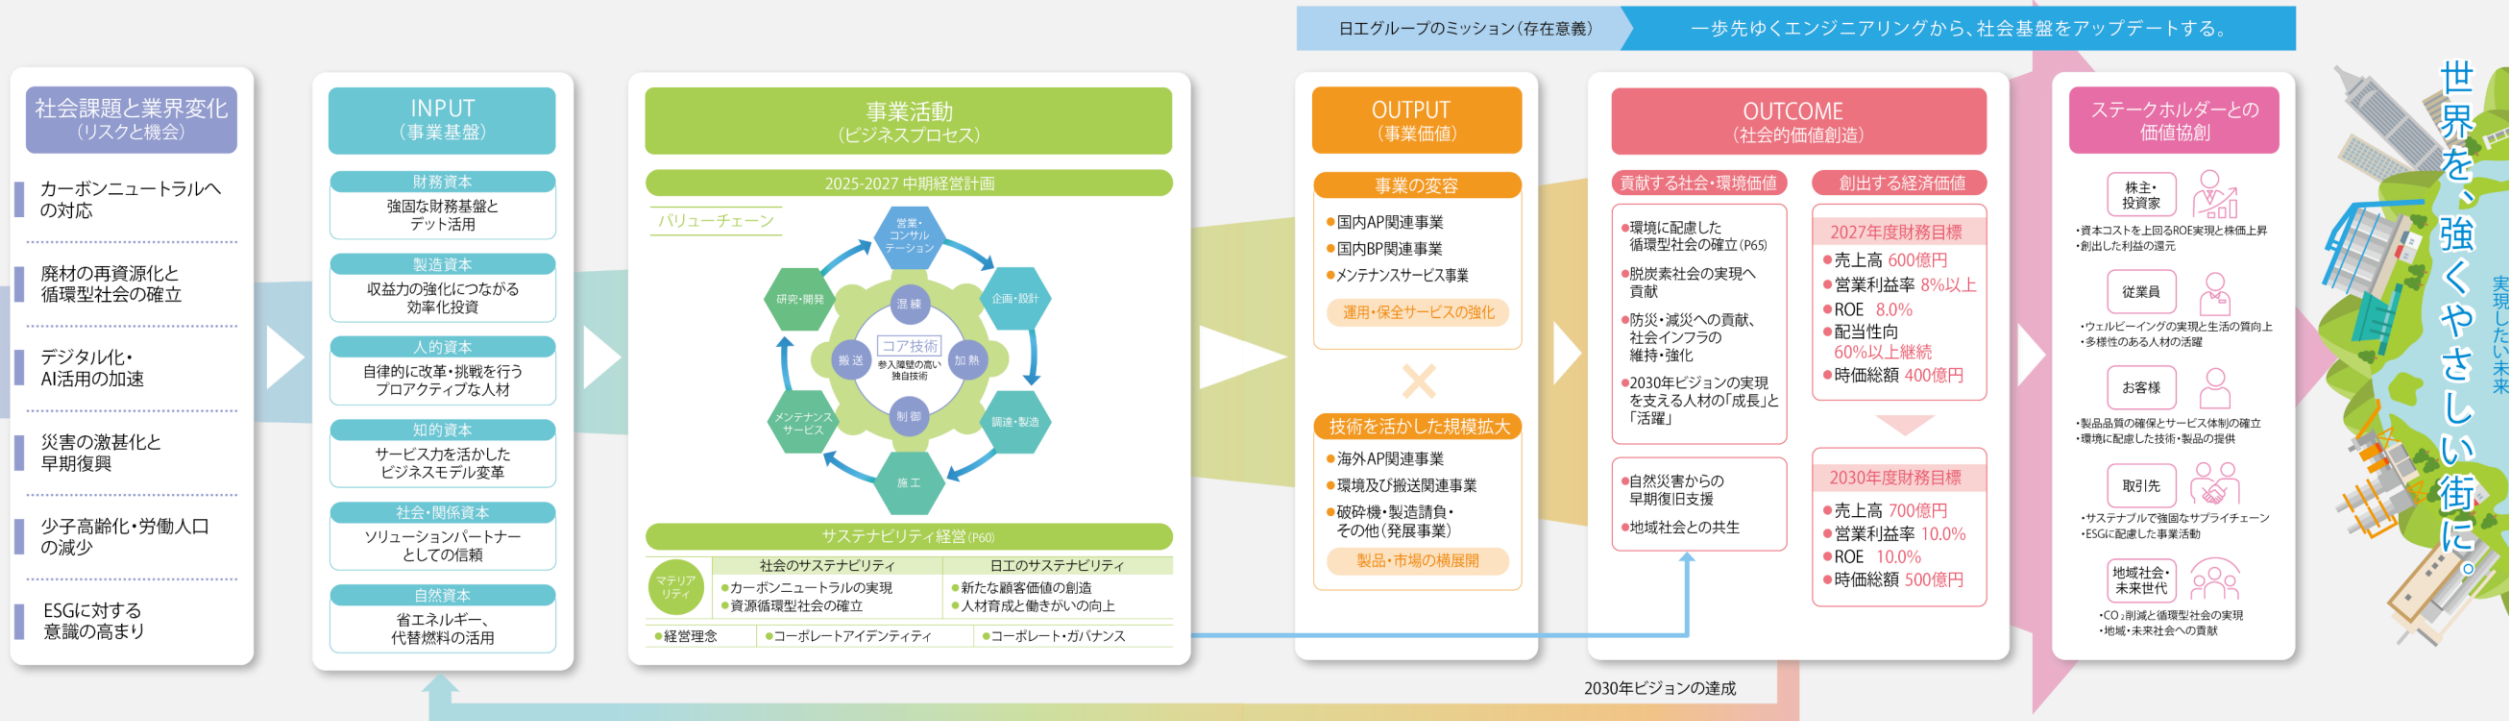 日工グループのミッション（存在意義）
一歩先ゆくエンジニアリングから、社会基盤をアップデートする。
社会課題と業界変化
（リスクと機会）
カーボンニュートラルへ
の対応
廃材の再資源化と
循環型社会の確立
デジタル化・
AI活用の加速
災害の激甚化と
早期復興
少子高齢化・労働人口
の減少
ESGに対する
意識の高まり
INPUT
（事業基盤）
財務資本
強固な財務基盤と
デット活用
製造資本
収益力の強化につながる
効率化投資
人的資本
自律的に改革・挑戦を行う
プロアクティブな人材
知的資本
サービス力を活かした
ビジネスモデル変革
社会・関係資本
ソリューションパートナー
としての信頼
自然資本
省エネルギー、
代替燃料の活用
事業活動
（ビジネスプロセス）
2025-2027 中期経営計画
バリューチェーン
営業・
コンサル
テーション
企画・設計
調達・製造
施工
メンテナンス
サービス
研究・開発
混練
加熱
制御
搬送
コア技術
参入障壁の高い
独自技術
サステナビリティ経営（P60）
マテリア
リティ
社会のサステナビリティ
●カーボンニュートラルの実現
●資源循環型社会の確立
日工のサステナビリティ
●新たな顧客価値の創造
●人材育成と働きがいの向上
●経営理念
●コーポレートアイデンティティ
●コーポレート・ガバナンス
OUTPUT
（事業価値）
事業の変容
●国内AP関連事業
●国内BP関連事業
●メンテナンスサービス事業
運用・保全サービスの強化
×
技術を活かした規模拡大
●海外AP関連事業
●環境及び搬送関連事業
●破砕機・製造請負・
その他（発展事業）
製品・市場の横展開
OUTCOME
（社会的価値創造）
貢献する社会・環境価値
●環境に配慮した
循環型社会の確立（P65）
●脱炭素社会の実現へ
貢献
●防災・減災への貢献、
社会インフラの
維持・強化
●2030年ビジョンの実現
を支える人材の「成長」と
「活躍」
●自然災害からの
早期復旧支援
●地域社会との共生
創出する経済価値
2027年度財務目標
●売上高 600億円
●営業利益率 8%以上
●ROE 8.0%
●配当性向
60%以上継続
●時価総額 400億円
2030年度財務目標
●売上高 700億円
●営業利益率 10.0%
●ROE 10.0%
●時価総額 500億円
2030年ビジョンの達成
ステークホルダーとの
価値協創
株主・
投資家
・資本コストを上回るROE実現と株価上昇
・創出した利益の還元
従業員
・ウェルビーイングの実現と生活の質向上
・多様性のある人材の活躍
お客様
・製品品質の確保とサービス体制の確立
・環境に配慮した技術・製品の提供
取引先
・サステナブルで強固なサプライチェーン
・ESGに配慮した事業活動
地域社会・
未来世代
・CO₂削減と循環型社会の実現
・地域・未来社会への貢献
世界を、強くやさしい街に。
実現したい未来